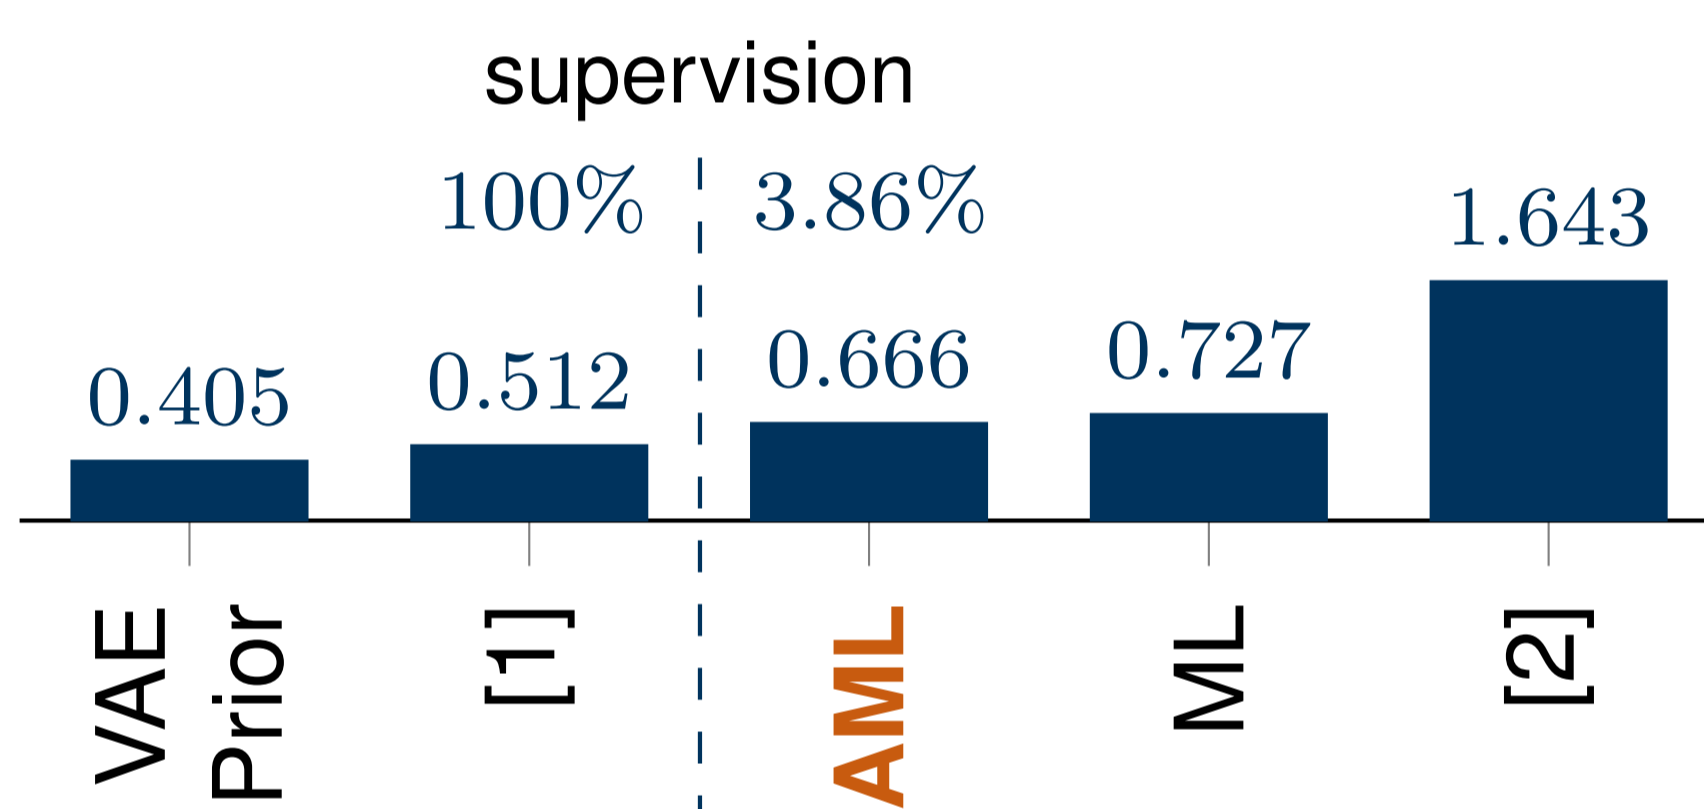 supervision
100% 3.86%
1.643
0.405 0.512 0.666 0.727
VAE
Prior
[1]
AML
ML
[2]